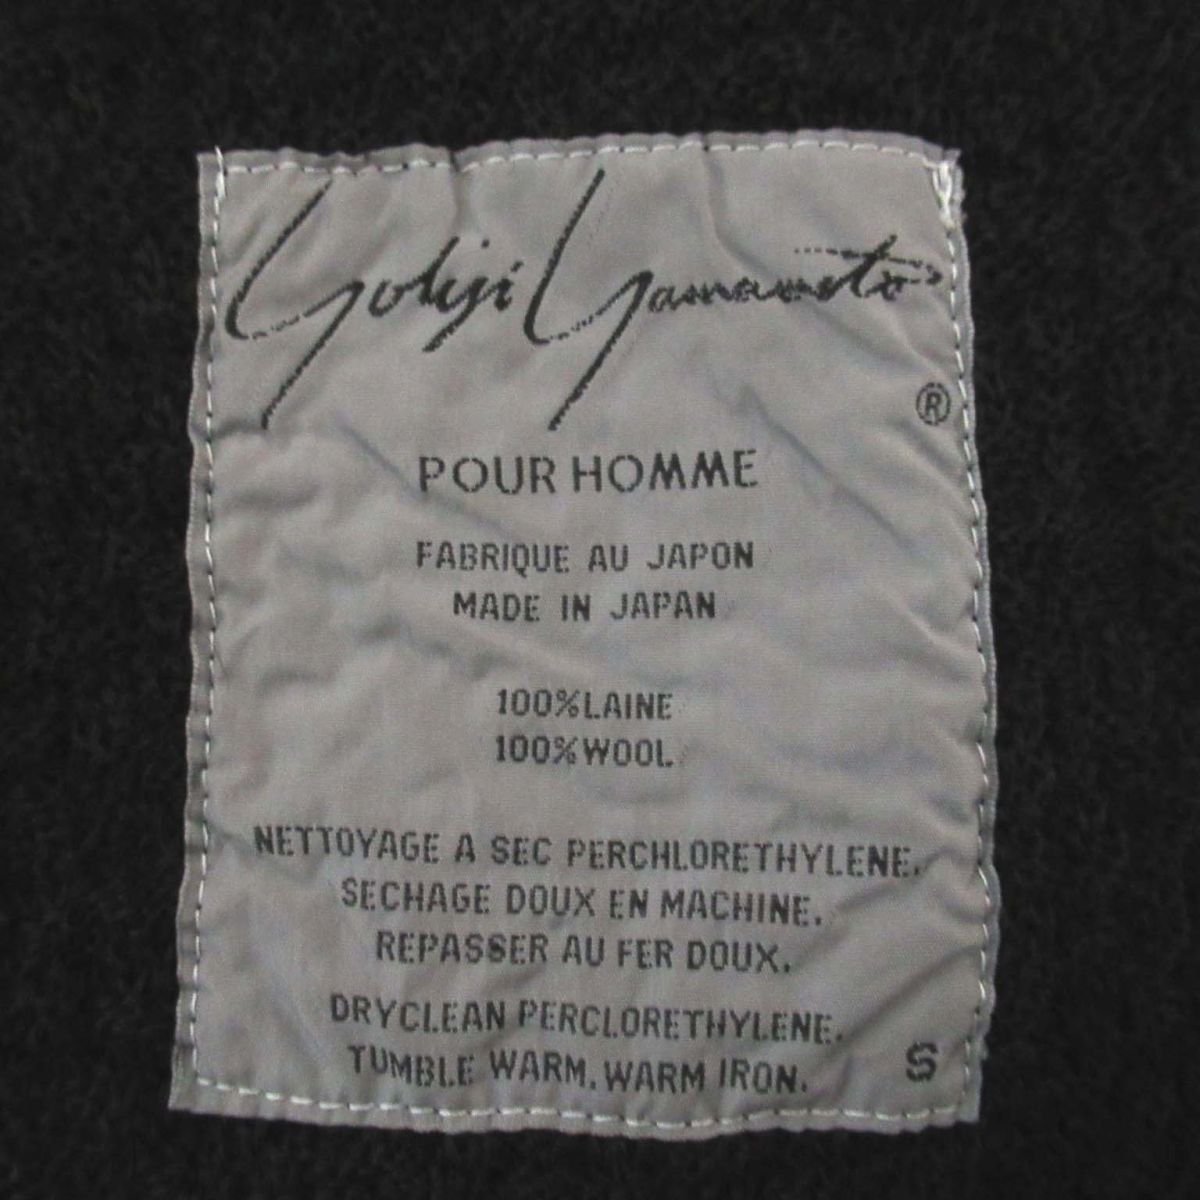 Yohji Yamamoto
®
POUR HOMME
FABRIQUE AU JAPON
MADE IN JAPAN
100%LAINE
100%WOOL
NETTOYAGE A SEC PERCHLORETHYLENE.
SECHAGE DOUX EN MACHINE.
REPASSER AU FER DOUX.
DRYCLEAN PERCLORETHYLENE.
TUMBLE WARM. WARM IRON.
S